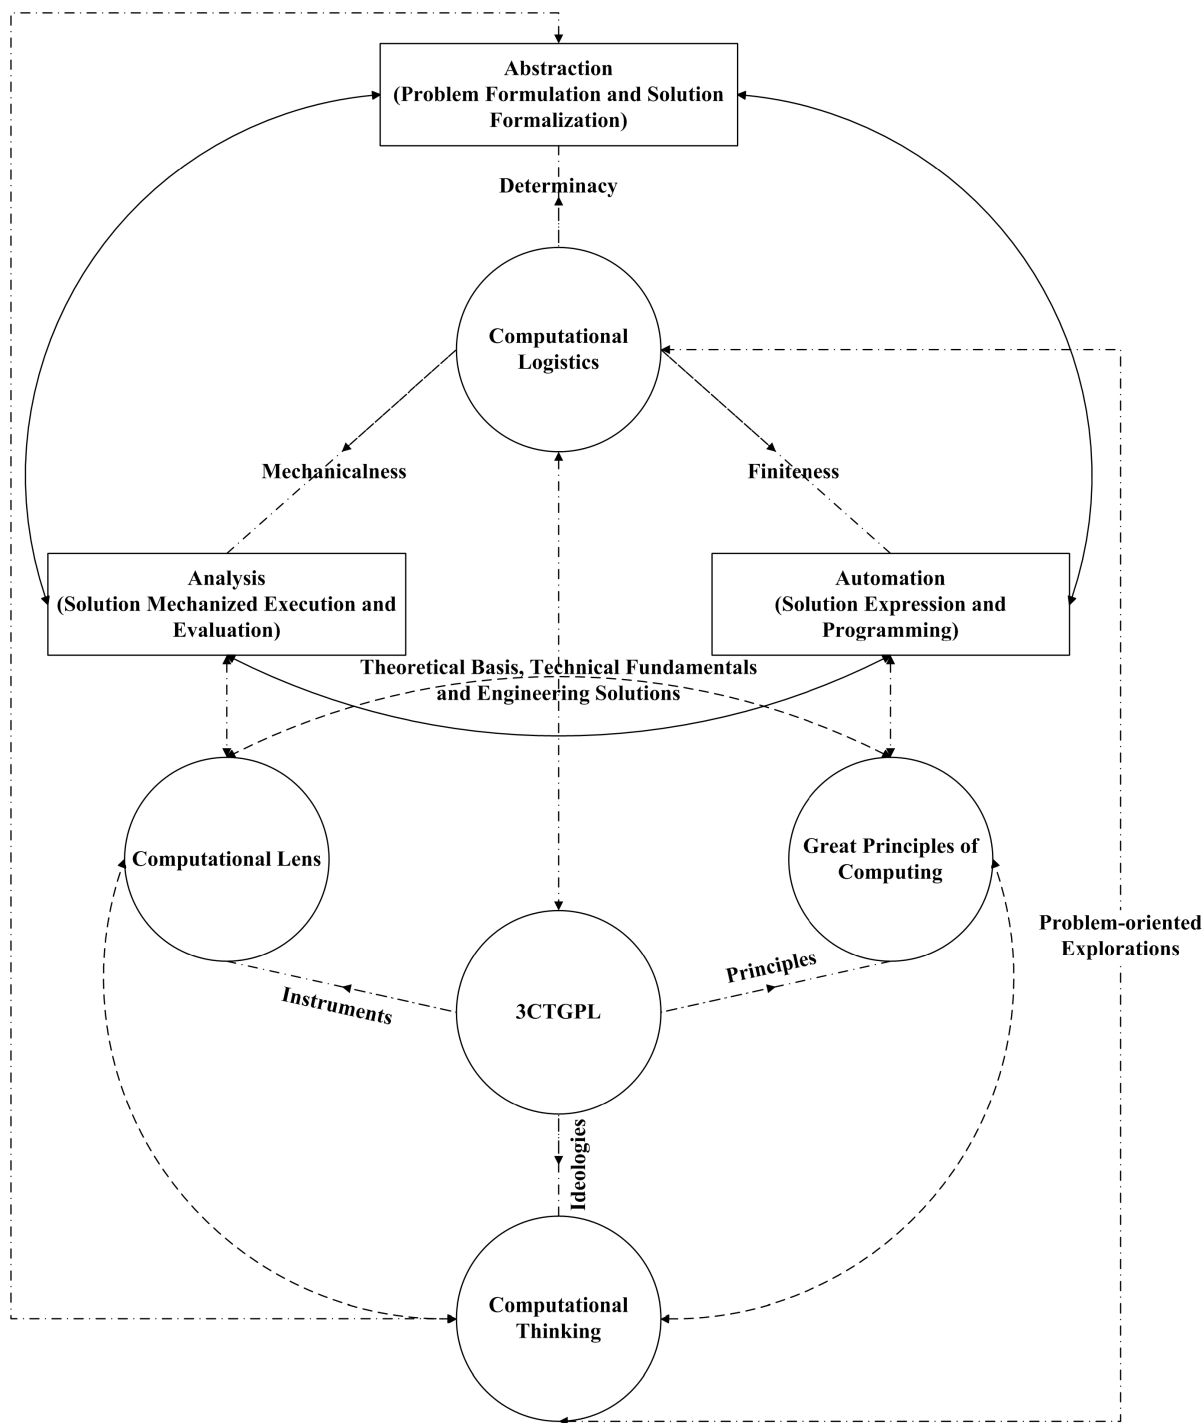 Abstraction
(Problem Formulation and Solution
Formalization)
Determinacy
Computational
Logistics
Mechanicalness
Finiteness
Analysis
(Solution Mechanized Execution and
Evaluation)
Automation
(Solution Expression and
Programming)
Theoretical Basis, Technical Fundamentals
and Engineering Solutions
Computational Lens
Great Principles of
Computing
Problem-oriented
Explorations
Instruments
3CTGPL
Principles
Ideologies
Computational
Thinking